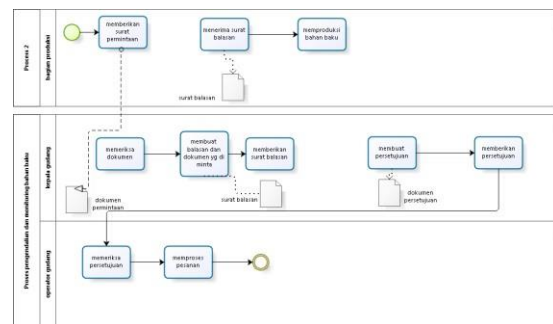 Process 2
bagian produksi
memberikan
surat
permintaan
menerima surat
balasan
memproduksi
bahan baku
surat balasan
Proses pengendalian dan monitoring bahan baku
kepala gudang
memeriksa
dokumen
membuat
balasan dan
dokumen yg di
minta
memberikan
surat balasan
membuat
persetujuan
memberikan
persetujuan
dokumen
permintaan
surat balasan
dokumen
persetujuan
operator gudang
memeriksa
persetujuan
memproses
pesanan